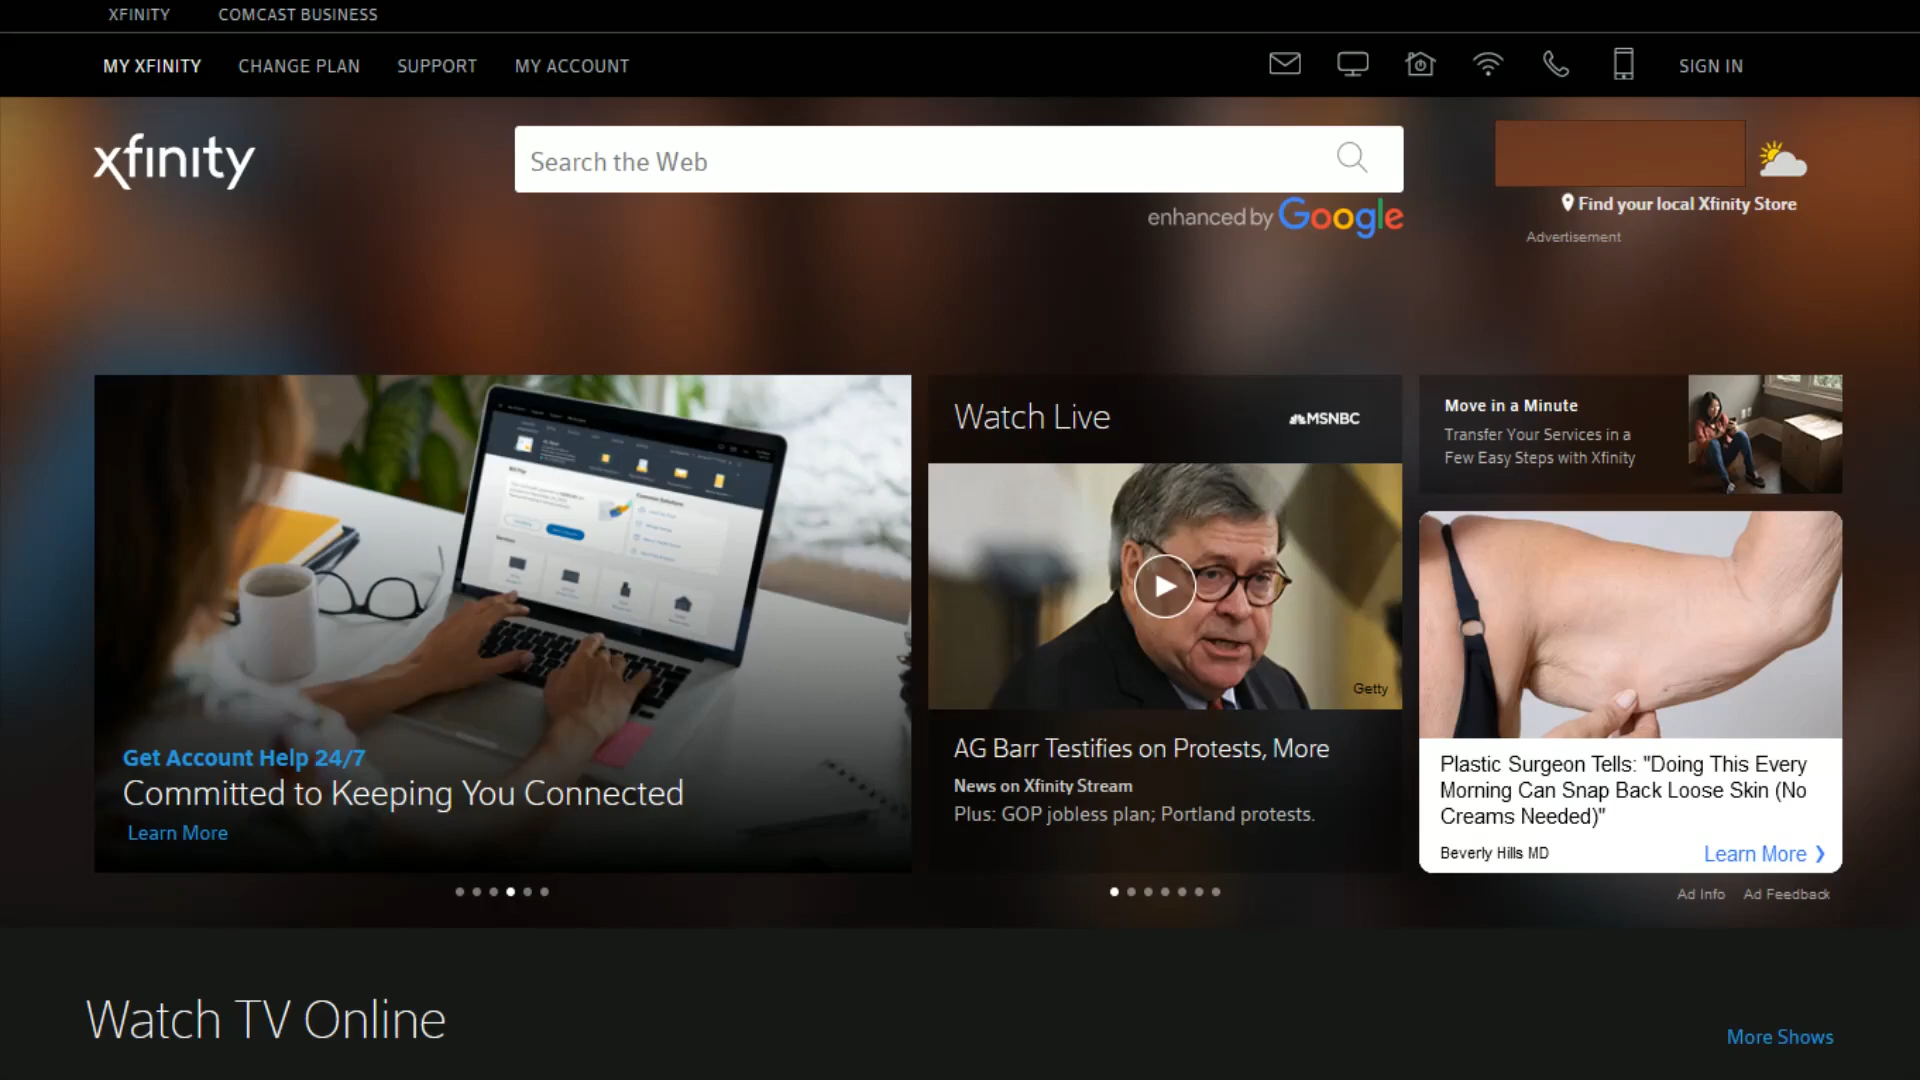 XFINITY
COMCAST BUSINESS
MY XFINITY
CHANGE PLAN
SUPPORT
MY ACCOUNT
SIGN IN
xfinity
Search the Web
enhanced by Google
Find your local Xfinity Store
Advertisement
Get Account Help 24/7
Committed to Keeping You Connected
Learn More
Watch Live
MSNBC
Getty
AG Barr Testifies on Protests, More
News on Xfinity Stream
Plus: GOP jobless plan; Portland protests.
Move in a Minute
Transfer Your Services in a
Few Easy Steps with Xfinity
Plastic Surgeon Tells: "Doing This Every
Morning Can Snap Back Loose Skin (No
Creams Needed)"
Beverly Hills MD
Learn More ❯
Ad Info
Ad Feedback
Watch TV Online
More Shows